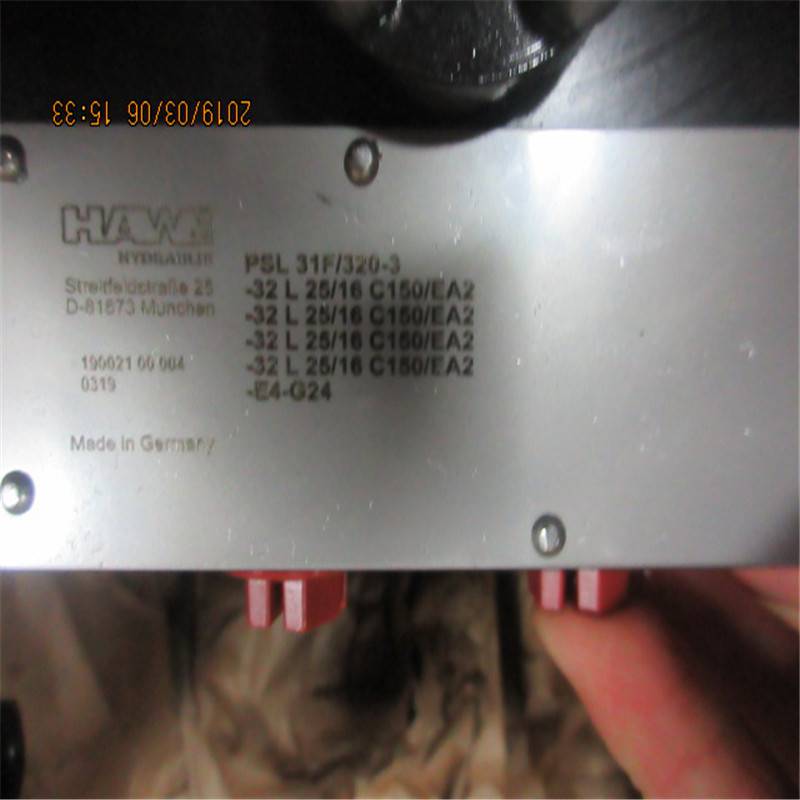 2019/03/06 15:33
HAWE
HYDRAULIK
Streitfeldstraße 25
D-81673 München
190021 00 004
0319
Made in Germany
PSL 31F/320-3
-32 L 25/16 C150/EA2
-32 L 25/16 C150/EA2
-32 L 25/16 C150/EA2
-32 L 25/16 C150/EA2
-E4-G24